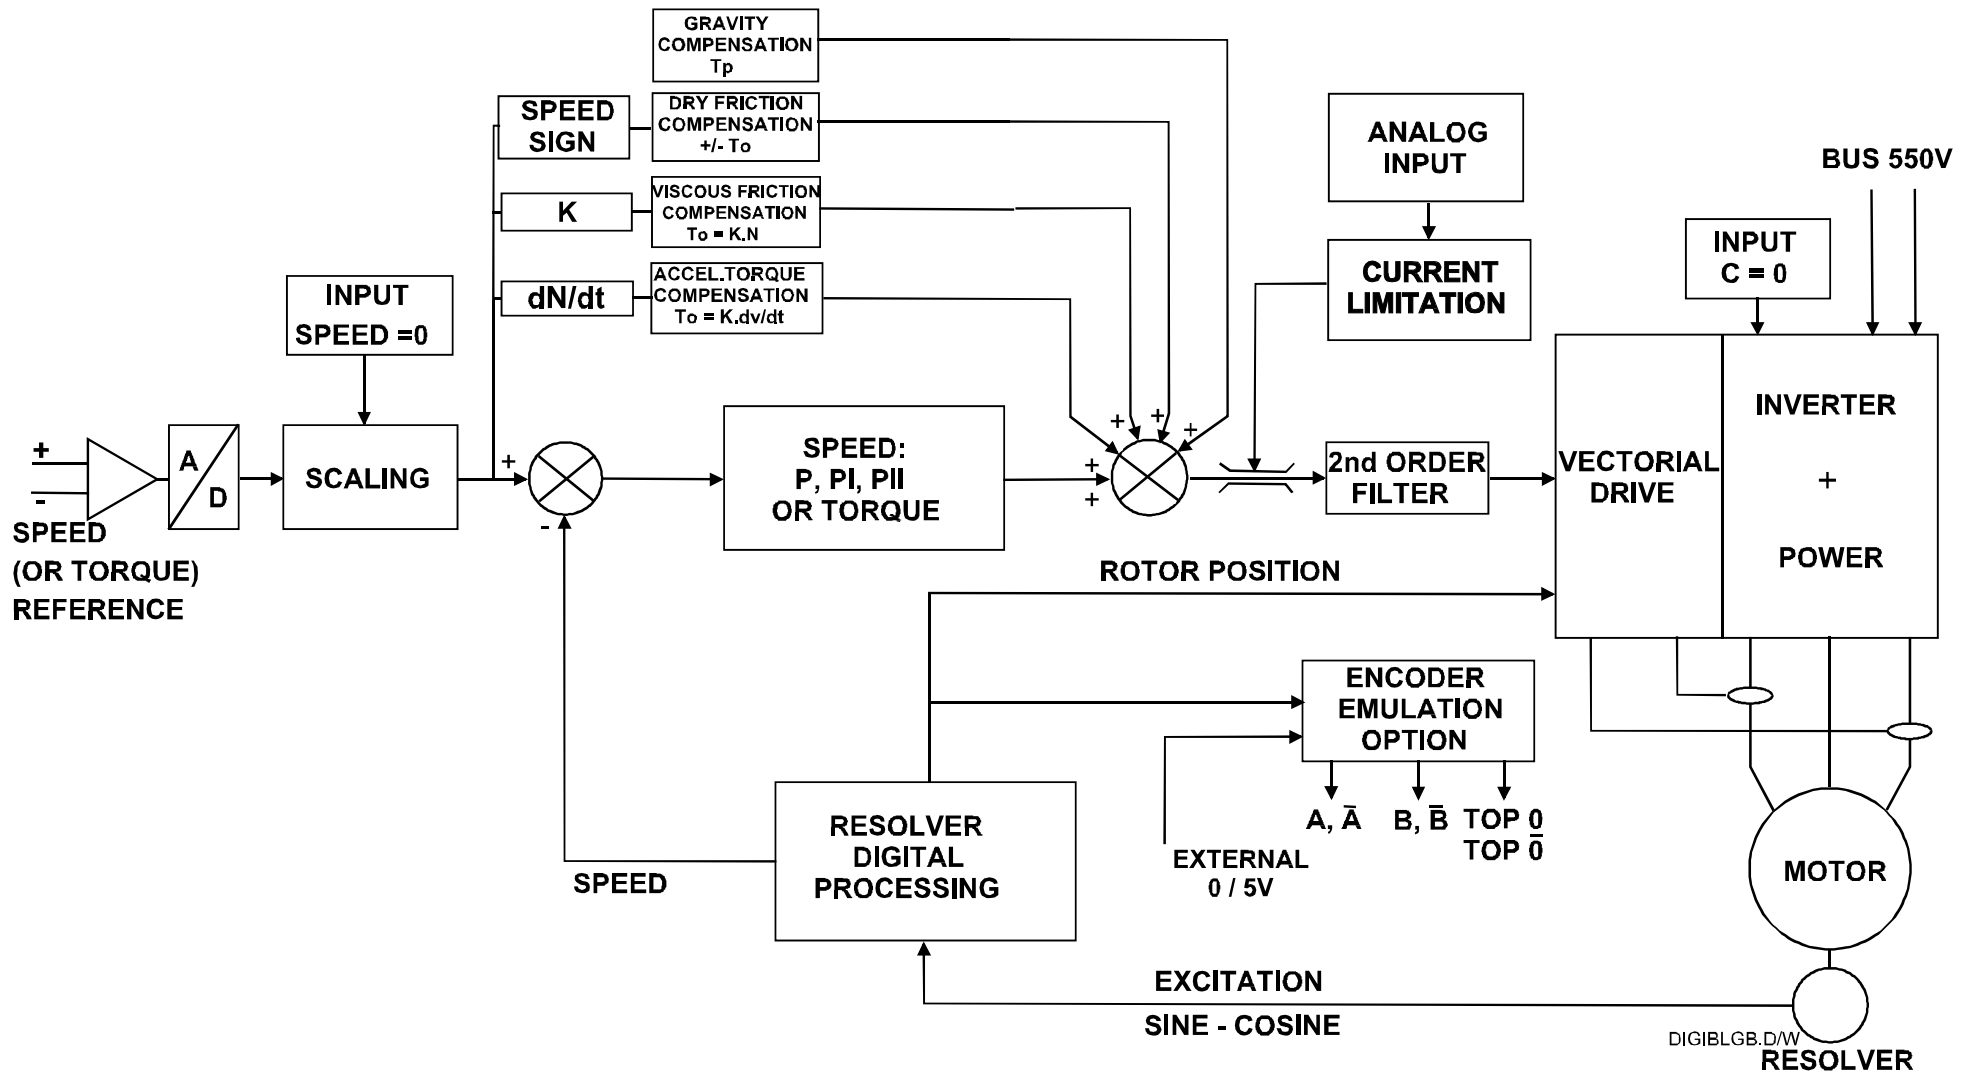 GRAVITY
COMPENSATION
Tp
SPEED
SIGN
DRY FRICTION
COMPENSATION
+/- To
K
VISCOUS FRICTION
COMPENSATION
To = K.N
dN/dt
ACCEL.TORQUE
COMPENSATION
To = K.dv/dt
ANALOG
INPUT
CURRENT
LIMITATION
BUS 550V
INPUT
C = 0
INPUT
SPEED =0
+
-
A
D
SCALING
SPEED
(OR TORQUE)
REFERENCE
+
-
SPEED:
P, PI, PII
OR TORQUE
+
+
+
+
+
2nd ORDER
FILTER
VECTORIAL
DRIVE
INVERTER
+
POWER
ROTOR POSITION
ENCODER
EMULATION
OPTION
A, A̅
B, B̅
TOP 0
TOP 0̅
EXTERNAL
0 / 5V
RESOLVER
DIGITAL
PROCESSING
SPEED
MOTOR
EXCITATION
SINE - COSINE
DIGIBLGB.D/W
RESOLVER